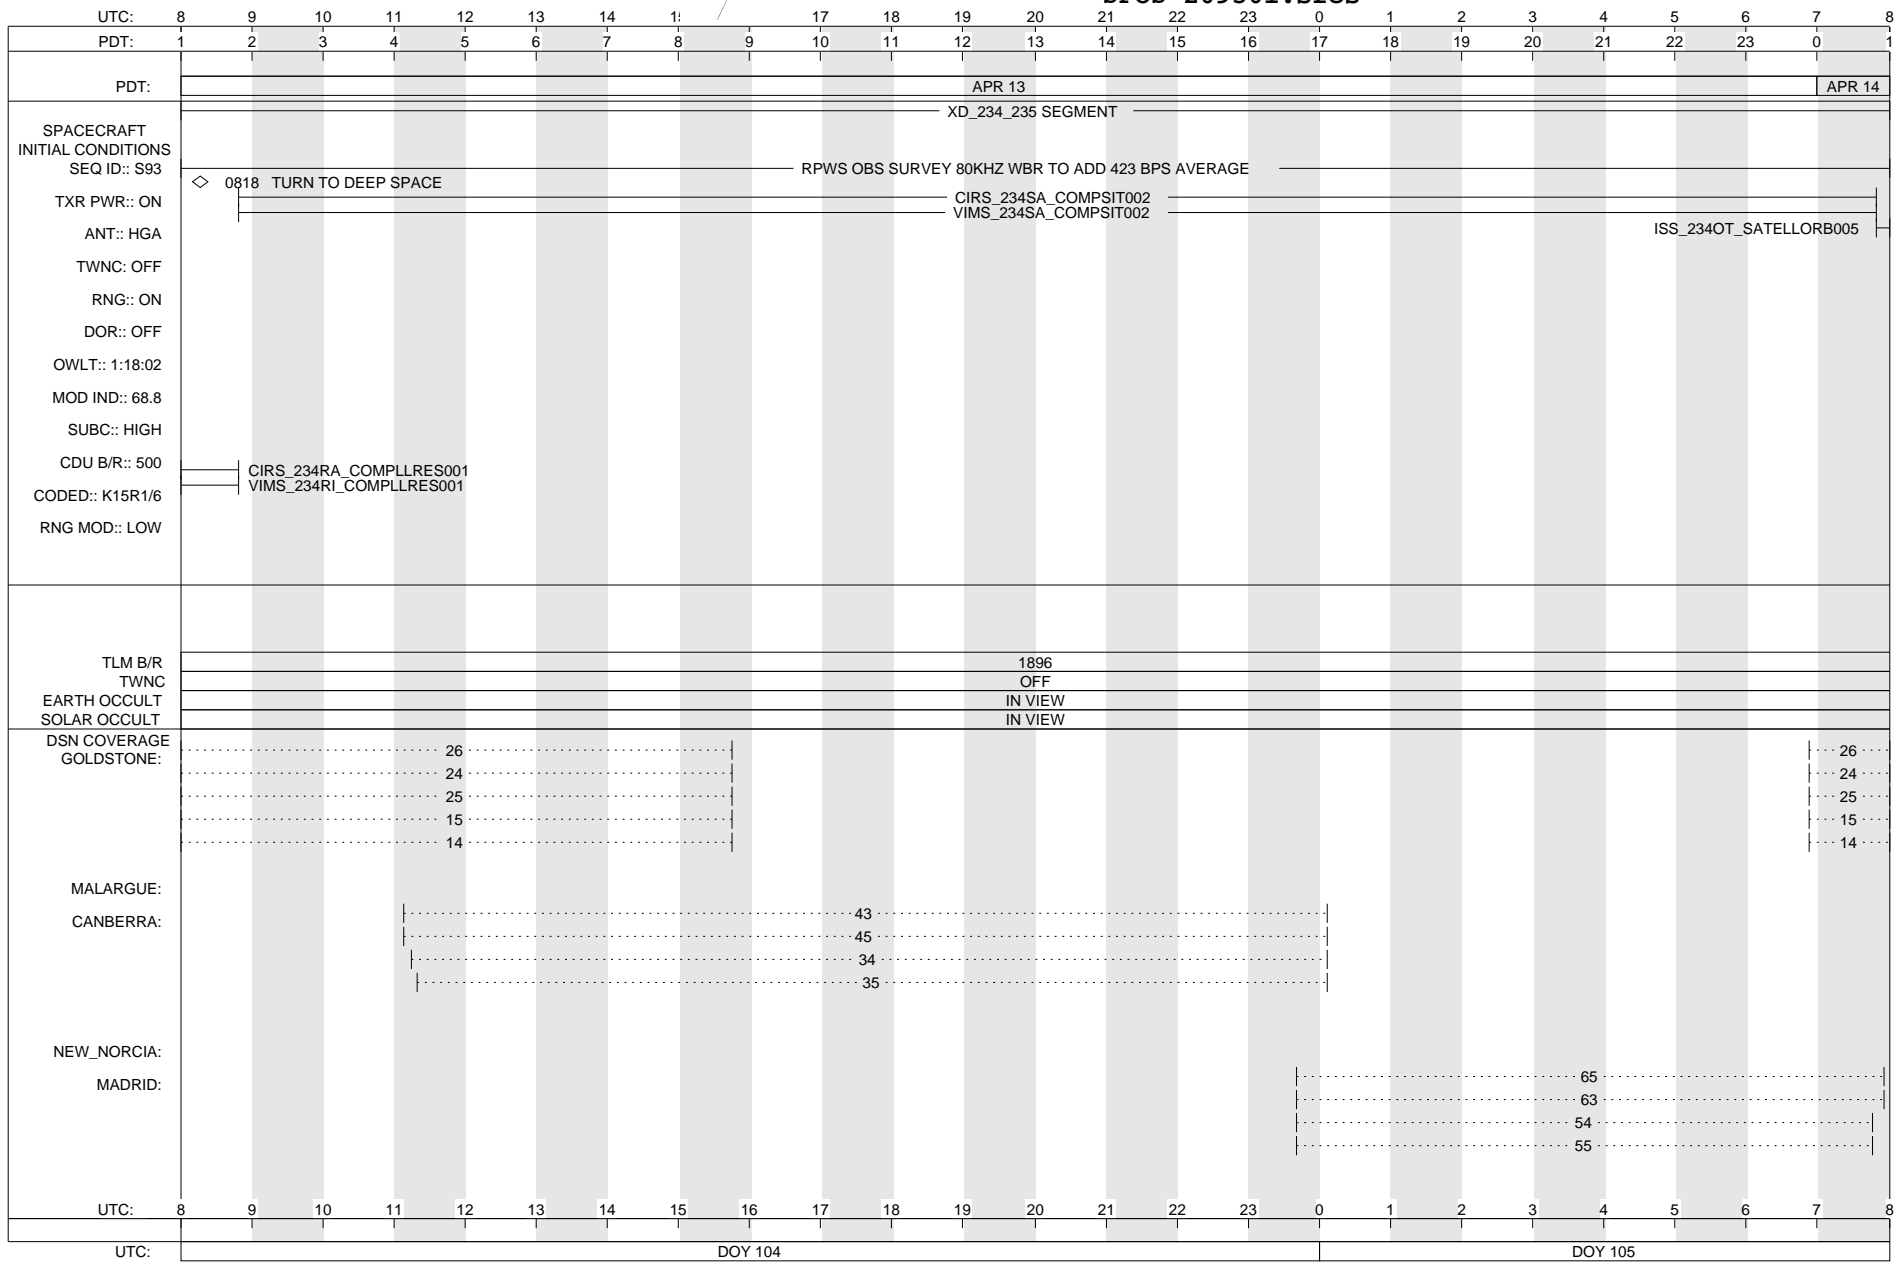 UTC: 8 9 10 11 12 13 14 17 18 19 20 21 22 23 0 1 2 3 4 5 6 7 8
PDT: 1 2 3 4 5 6 7 8 9 10 11 12 13 14 15 16 17 18 19 20 21 22 23 0 1
PDT: APR 13 APR 14
XD_234_235 SEGMENT
SPACECRAFT
INITIAL CONDITIONS
SEQ ID:: S93 RPWS OBS SURVEY 80KHZ WBR TO ADD 423 BPS AVERAGE
0818 TURN TO DEEP SPACE
TXR PWR:: ON CIRS_234SA_COMPSIT002
VIMS_234SA_COMPSIT002
ANT:: HGA ISS_234OT_SATELLORB005
TWNC: OFF
RNG:: ON
DOR:: OFF
OWLT:: 1:18:02
MOD IND:: 68.8
SUBC:: HIGH
CDU B/R:: 500 CIRS_234RA_COMPLLRES001
VIMS_234RI_COMPLLRES001
CODED:: K15R1/6
RNG MOD:: LOW
TLM B/R 1896
TWNC OFF
EARTH OCCULT IN VIEW
SOLAR OCCULT IN VIEW
DSN COVERAGE
GOLDSTONE: 26 26
24 24
25 25
15 15
14 14
MALARGUE:
CANBERRA: 43
45
34
35
NEW_NORCIA:
MADRID: 65
63
54
55
UTC: 8 9 10 11 12 13 14 15 16 17 18 19 20 21 22 23 0 1 2 3 4 5 6 7 8
UTC: DOY 104 DOY 105